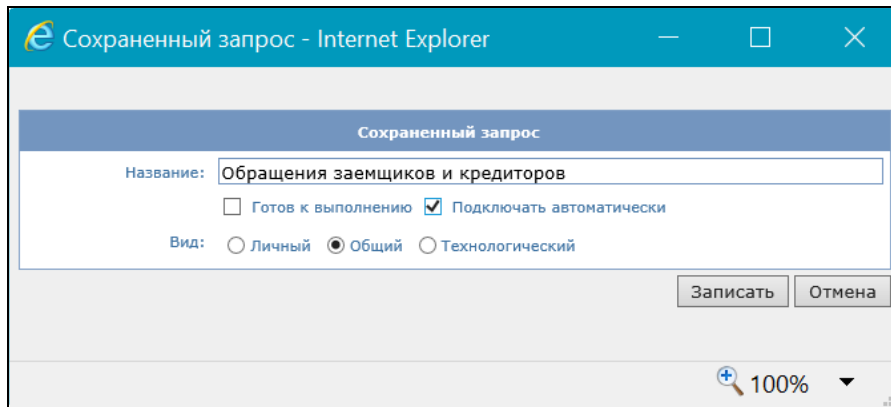 Сохраненный запрос - Internet Explorer
Сохраненный запрос
Название: Обращения заемщиков и кредиторов
Готов к выполнению Подключать автоматически
Вид: Личный Общий Технологический
Записать Отмена
100%